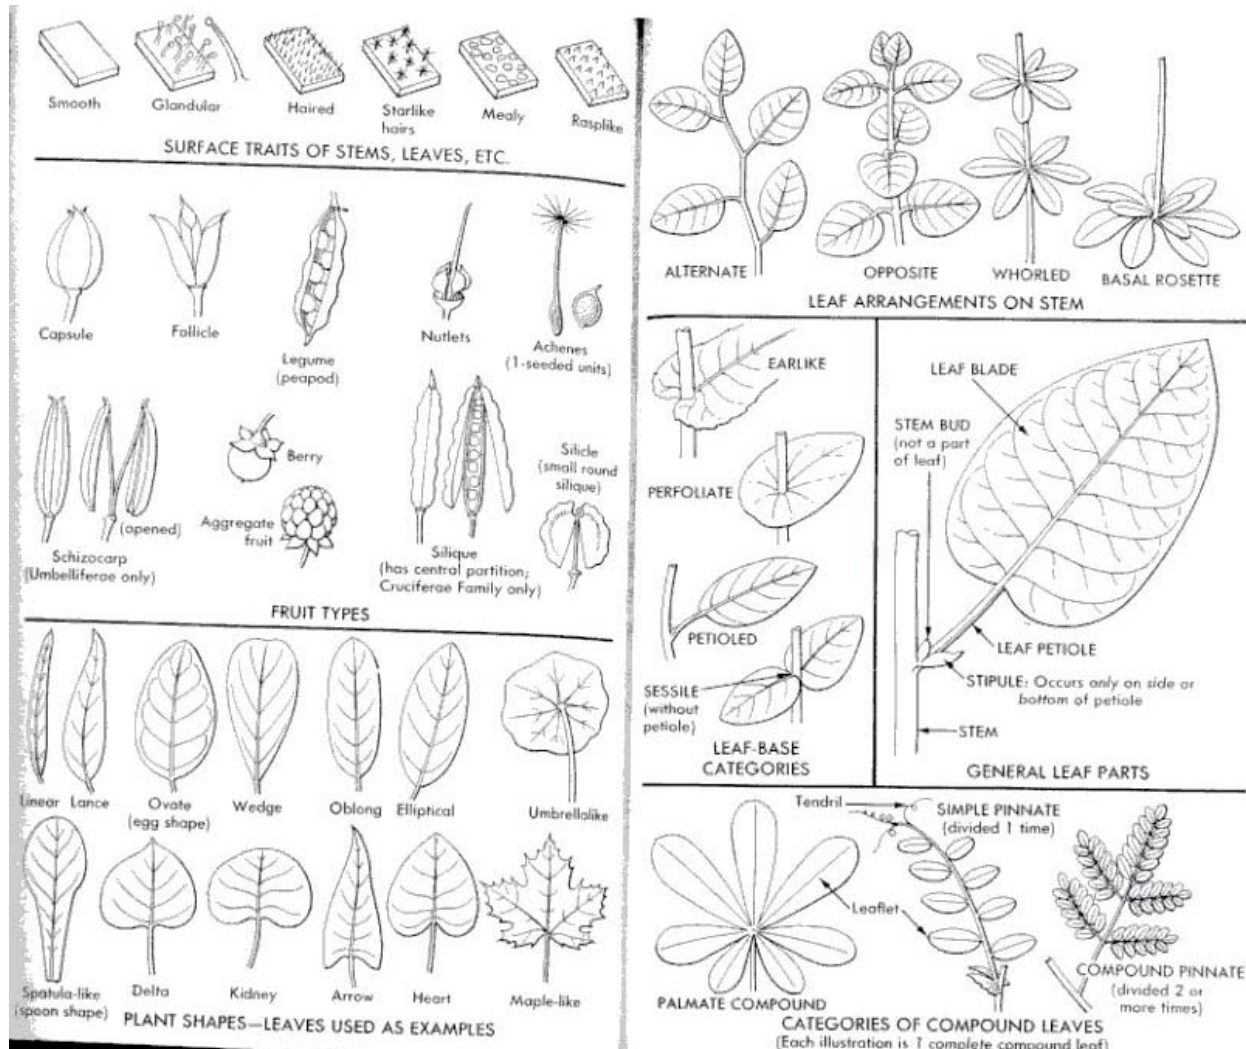 Smooth
Glandular
Haired
Starlike
hairs
Mealy
Rasplike
SURFACE TRAITS OF STEMS, LEAVES, ETC.
Capsule
Follicle
Legume
(peapod)
Nutlets
Achenes
(1-seeded units)
(opened)
Schizocarp
(Umbelliferae only)
Berry
Aggregate
fruit
Silique
(has central partition;
Cruciferae Family only)
Silicle
(small round
silique)
FRUIT TYPES
Linear
Lance
Ovate
(egg shape)
Wedge
Oblong
Elliptical
Umbrellalike
Spatula-like
(spoon shape)
Delta
Kidney
Arrow
Heart
Maple-like
PLANT SHAPES—LEAVES USED AS EXAMPLES
ALTERNATE
OPPOSITE
WHORLED
BASAL ROSETTE
LEAF ARRANGEMENTS ON STEM
EARLIKE
PERFOLIATE
PETIOLED
SESSILE
(without
petiole)
LEAF-BASE
CATEGORIES
LEAF BLADE
STEM BUD
(not a part
of leaf)
LEAF PETIOLE
STIPULE: Occurs only on side or
bottom of petiole
STEM
GENERAL LEAF PARTS
Tendril
SIMPLE PINNATE
(divided 1 time)
Leaflet
PALMATE COMPOUND
COMPOUND PINNATE
(divided 2 or
more times)
CATEGORIES OF COMPOUND LEAVES
(Each illustration is 1 complete compound leaf)